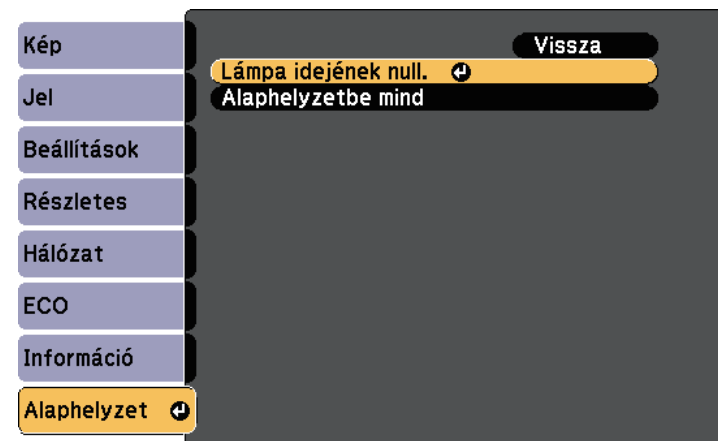 Kép
Jel
Beállítások
Részletes
Hálózat
ECO
Információ
Alaphelyzet
Vissza
Lámpa idejének null.
Alaphelyzetbe mind